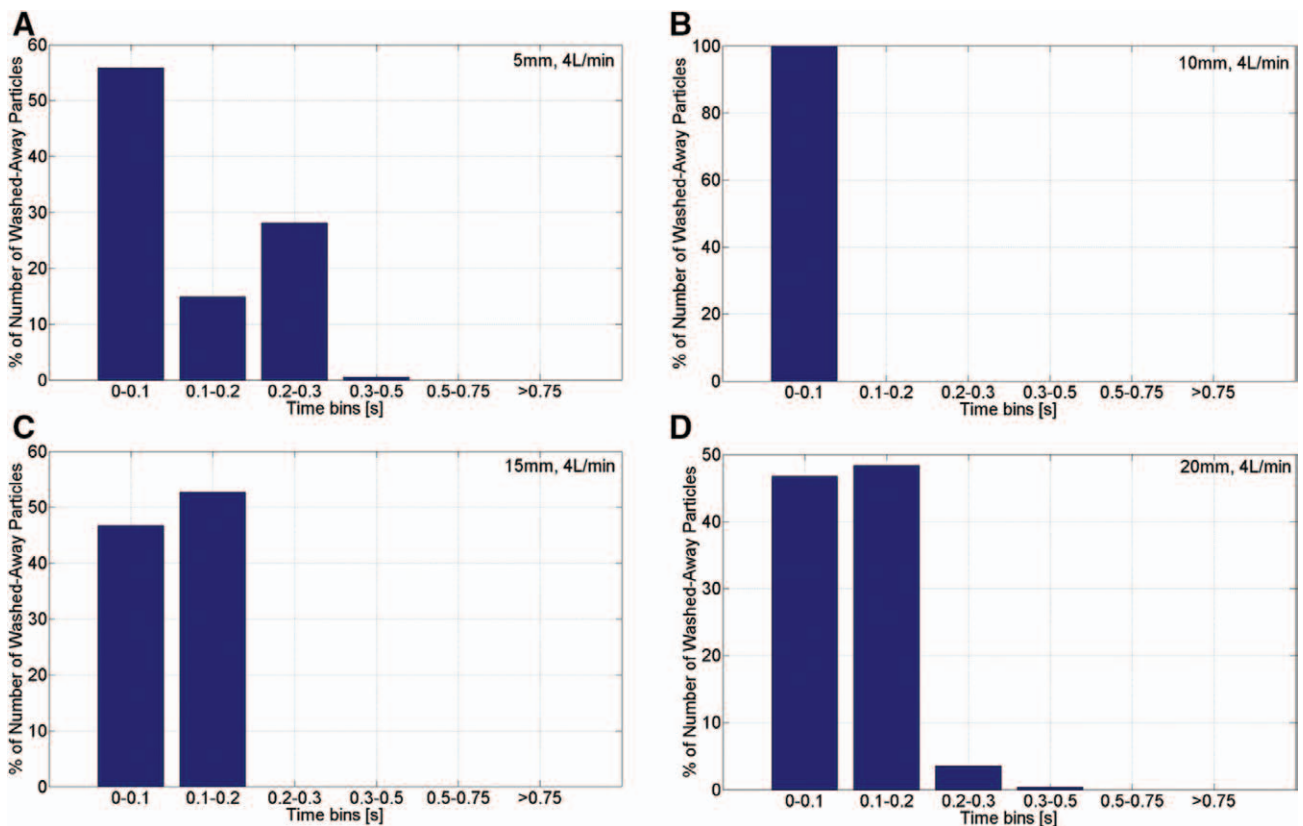 A
% of Number of Washed-Away Particles
60
50
40
30
20
10
0
5mm, 4L/min
0-0.1 0.1-0.2 0.2-0.3 0.3-0.5 0.5-0.75 >0.75
Time bins [s]
B
% of Number of Washed-Away Particles
100
80
60
40
20
0
10mm, 4L/min
0-0.1 0.1-0.2 0.2-0.3 0.3-0.5 0.5-0.75 >0.75
Time bins [s]
C
% of Number of Washed-Away Particles
60
50
40
30
20
10
0
15mm, 4L/min
0-0.1 0.1-0.2 0.2-0.3 0.3-0.5 0.5-0.75 >0.75
Time bins [s]
D
% of Number of Washed-Away Particles
50
40
30
20
10
0
20mm, 4L/min
0-0.1 0.1-0.2 0.2-0.3 0.3-0.5 0.5-0.75 >0.75
Time bins [s]